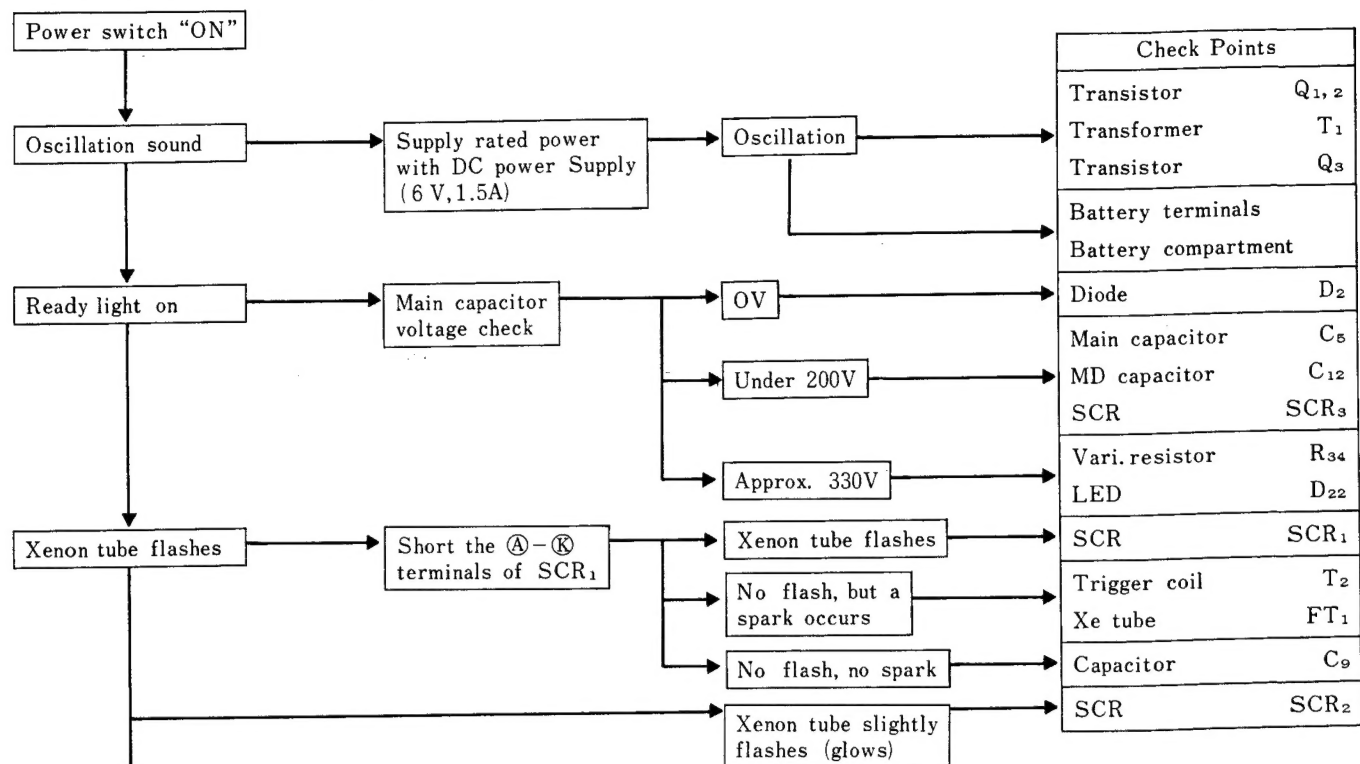 Power switch “ON”
Oscillation sound
Supply rated power
with DC power Supply
(6 V, 1.5A)
Oscillation
Ready light on
Main capacitor
voltage check
OV
Under 200V
Approx. 330V
Xenon tube flashes
Short the Ⓐ-Ⓚ
terminals of SCR₁
Xenon tube flashes
No flash, but a
spark occurs
No flash, no spark
Xenon tube slightly
flashes (glows)
Check Points
Transistor Q₁,₂
Transformer T₁
Transistor Q₃
Battery terminals
Battery compartment
Diode D₂
Main capacitor C₅
MD capacitor C₁₂
SCR SCR₃
Vari. resistor R₃₄
LED D₂₂
SCR SCR₁
Trigger coil T₂
Xe tube FT₁
Capacitor C₉
SCR SCR₂